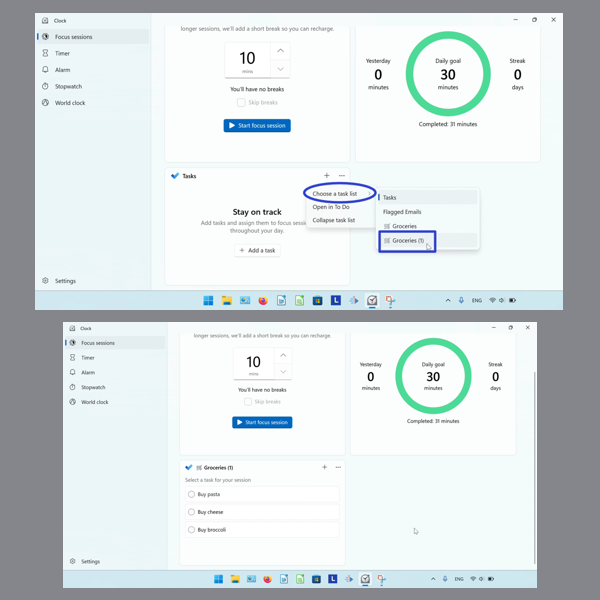 Clock
Focus sessions
Timer
Alarm
Stopwatch
World clock
Settings
longer sessions, we'll add a short break so you can recharge.
10
mins
You'll have no breaks
Skip breaks
Start focus session
Yesterday
0
minutes
Daily goal
30
minutes
Streak
0
days
Completed: 31 minutes
Tasks
Stay on track
Add tasks and assign them to focus sessio
throughout your day.
+ Add a task
Choose a task list
Open in To Do
Collapse task list
Tasks
Flagged Emails
Groceries
Groceries (1)
L
ENG
Clock
Focus sessions
Timer
Alarm
Stopwatch
World clock
Settings
longer sessions, we'll add a short break so you can recharge.
10
mins
You'll have no breaks
Skip breaks
Start focus session
Yesterday
0
minutes
Daily goal
30
minutes
Streak
0
days
Completed: 31 minutes
Groceries (1)
Select a task for your session
Buy pasta
Buy cheese
Buy broccoli
L
ENG